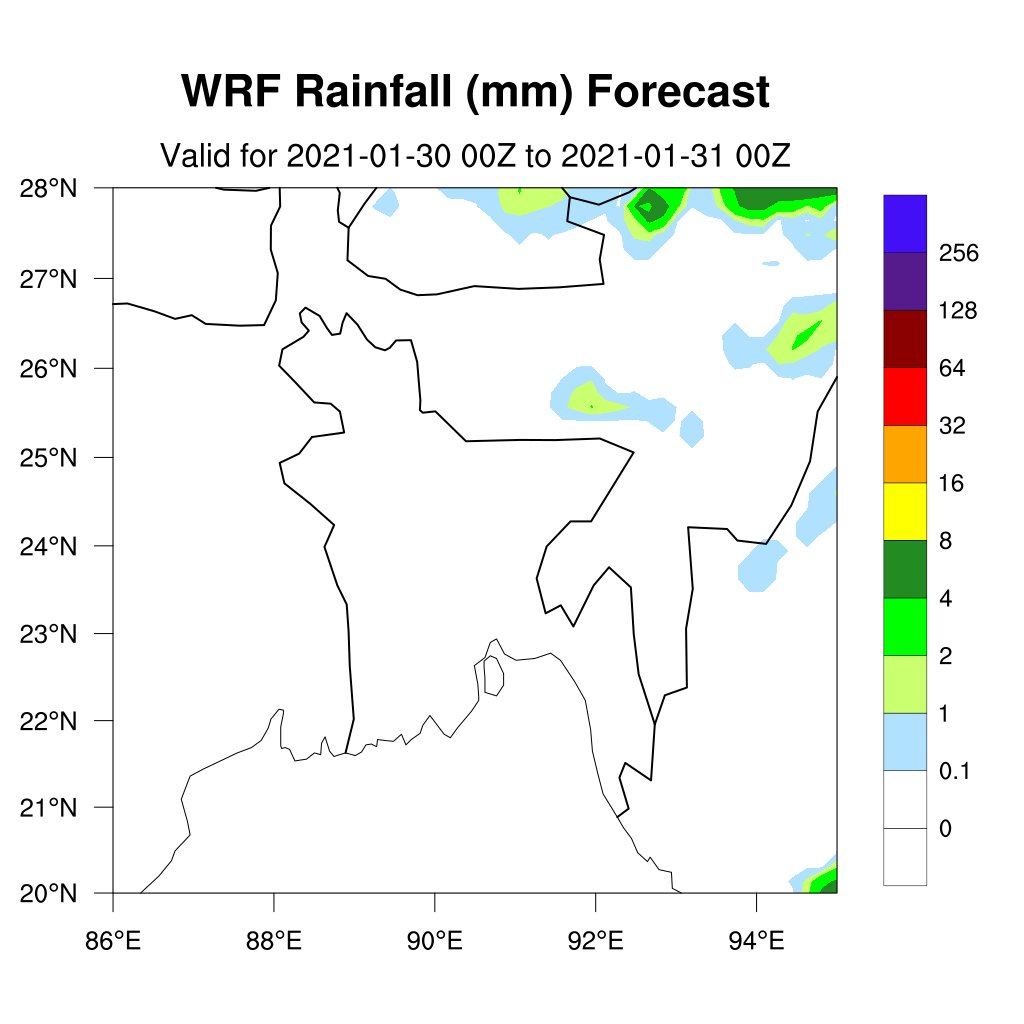 WRF Rainfall (mm) Forecast
Valid for 2021-01-30 00Z to 2021-01-31 00Z
28°N
27°N
26°N
25°N
24°N
23°N
22°N
21°N
20°N
86°E 88°E 90°E 92°E 94°E
256
128
64
32
16
8
4
2
1
0.1
0